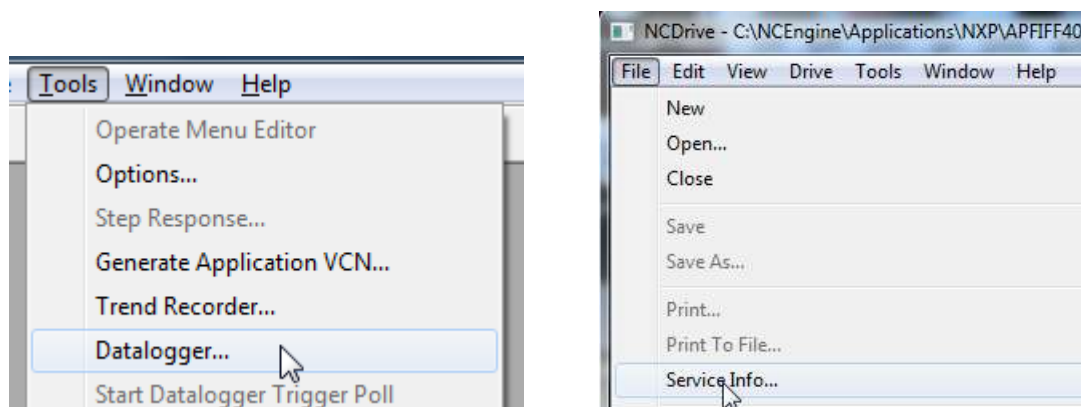 Tools Window Help
Operate Menu Editor
Options...
Step Response...
Generate Application VCN...
Trend Recorder...
Datalogger...
Start Datalogger Trigger Poll
NCDrive - C:\NCEngine\Applications\NXP\APFIFF40
File Edit View Drive Tools Window Help
New
Open...
Close
Save
Save As...
Print...
Print To File...
Service Info...